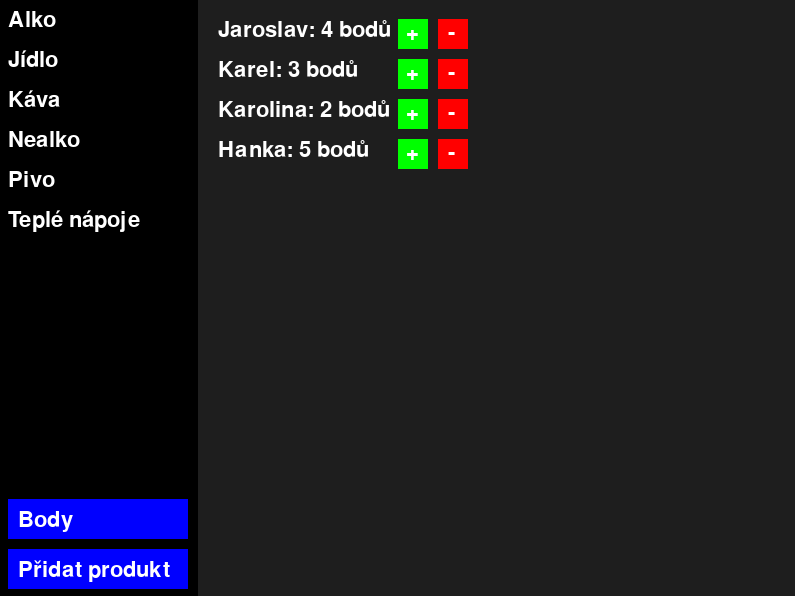 Alko
Jídlo
Káva
Nealko
Pivo
Teplé nápoje
Body
Přidat produkt
Jaroslav: 4 bodů + -
Karel: 3 bodů + -
Karolina: 2 bodů + -
Hanka: 5 bodů + -